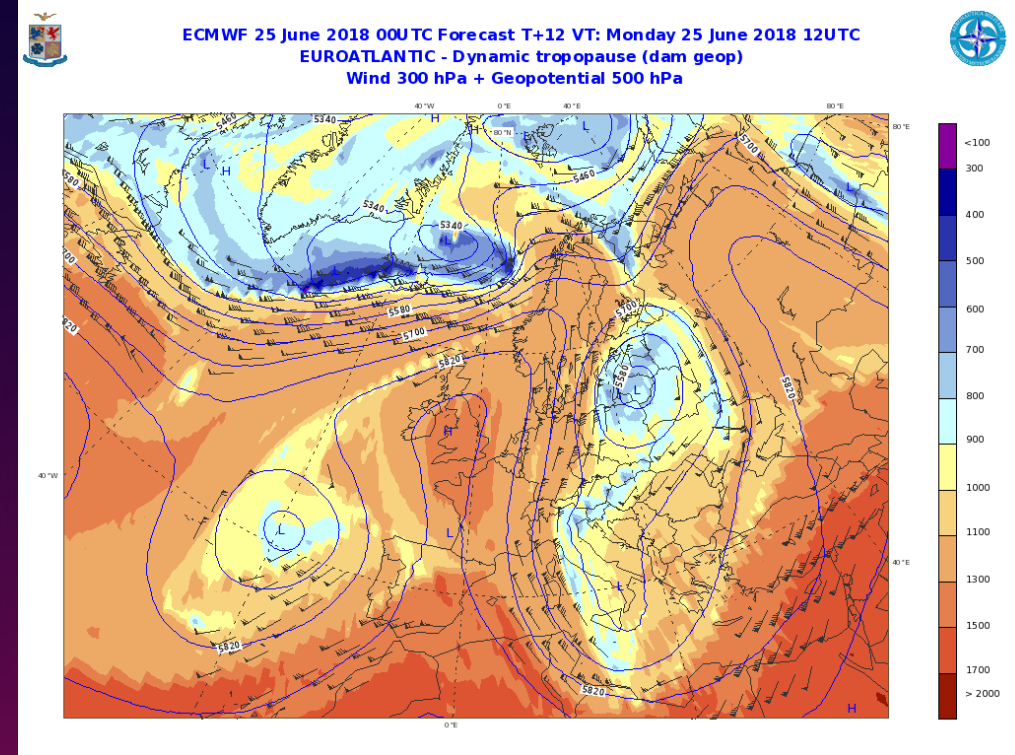 ECMWF 25 June 2018 00UTC Forecast T+12 VT: Monday 25 June 2018 12UTC
EUROATLANTIC - Dynamic tropopause (dam geop)
Wind 300 hPa + Geopotential 500 hPa
40 °W 0 °E 40 °E 80 °E
80 °E
80 °N
H
H
L
5460
5340
5700
L
H
5460
L
580
5340
5340
L
L
5580
5700
5700
820
5820
5580
5820
L
H
40 °W
L
L
40 °E
L
5820
5820
H
0 °E
<100
300
400
500
600
700
800
900
1000
1100
1300
1500
1700
> 2000